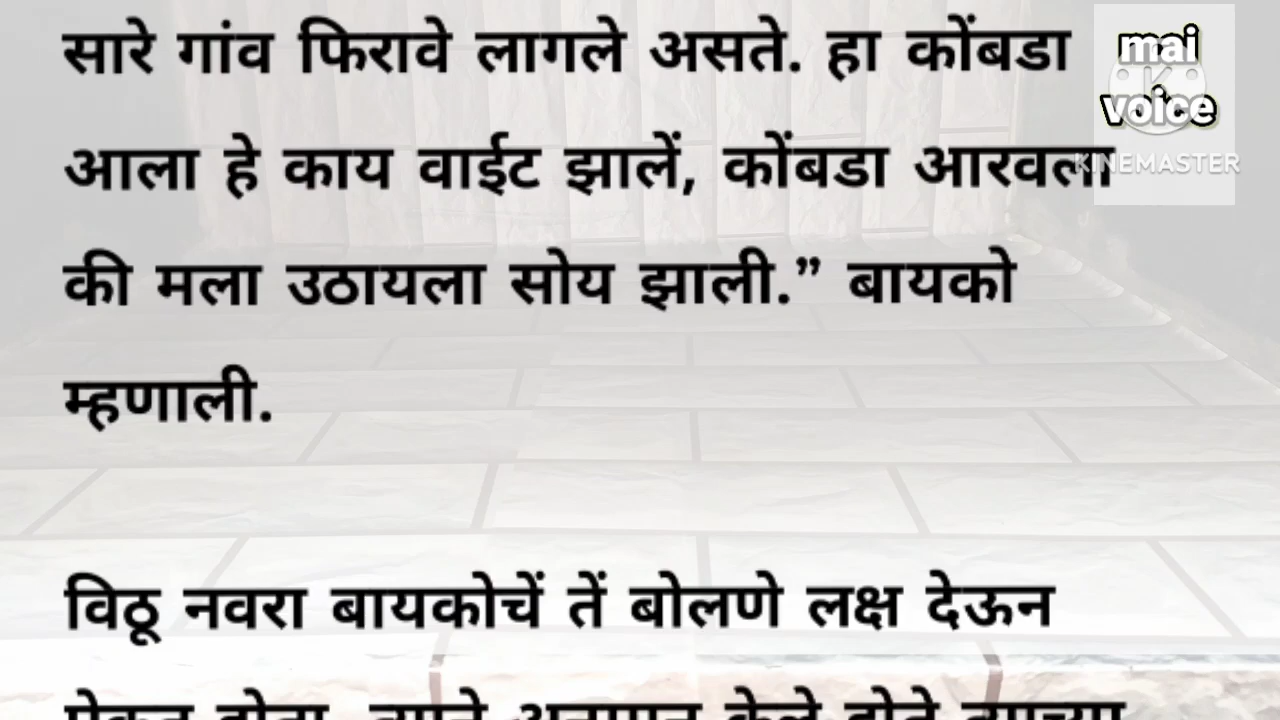 सारे गांव फिरावे लागले असते. हा कोंबडा
आला हे काय वाईट झालें, कोंबडा आरवला
की मला उठायला सोय झाली.” बायको
म्हणाली.
विठू नवरा बायकोचें तें बोलणे लक्ष देऊन
mai
voice
KINEMASTER